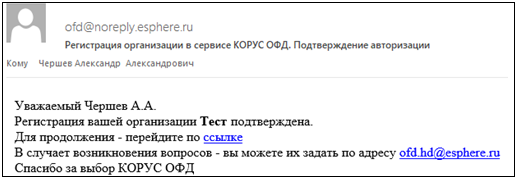 ofd@noreply.esphere.ru
Регистрация организации в сервисе КОРУС ОФД. Подтверждение авторизации
Кому Чершев Александр Александрович
Уважаемый Чершев А.А.
Регистрация вашей организации Тест подтверждена.
Для продолжения - перейдите по ссылке
В случает возникновения вопросов - вы можете их задать по адресу ofd.hd@esphere.ru
Спасибо за выбор КОРУС ОФД